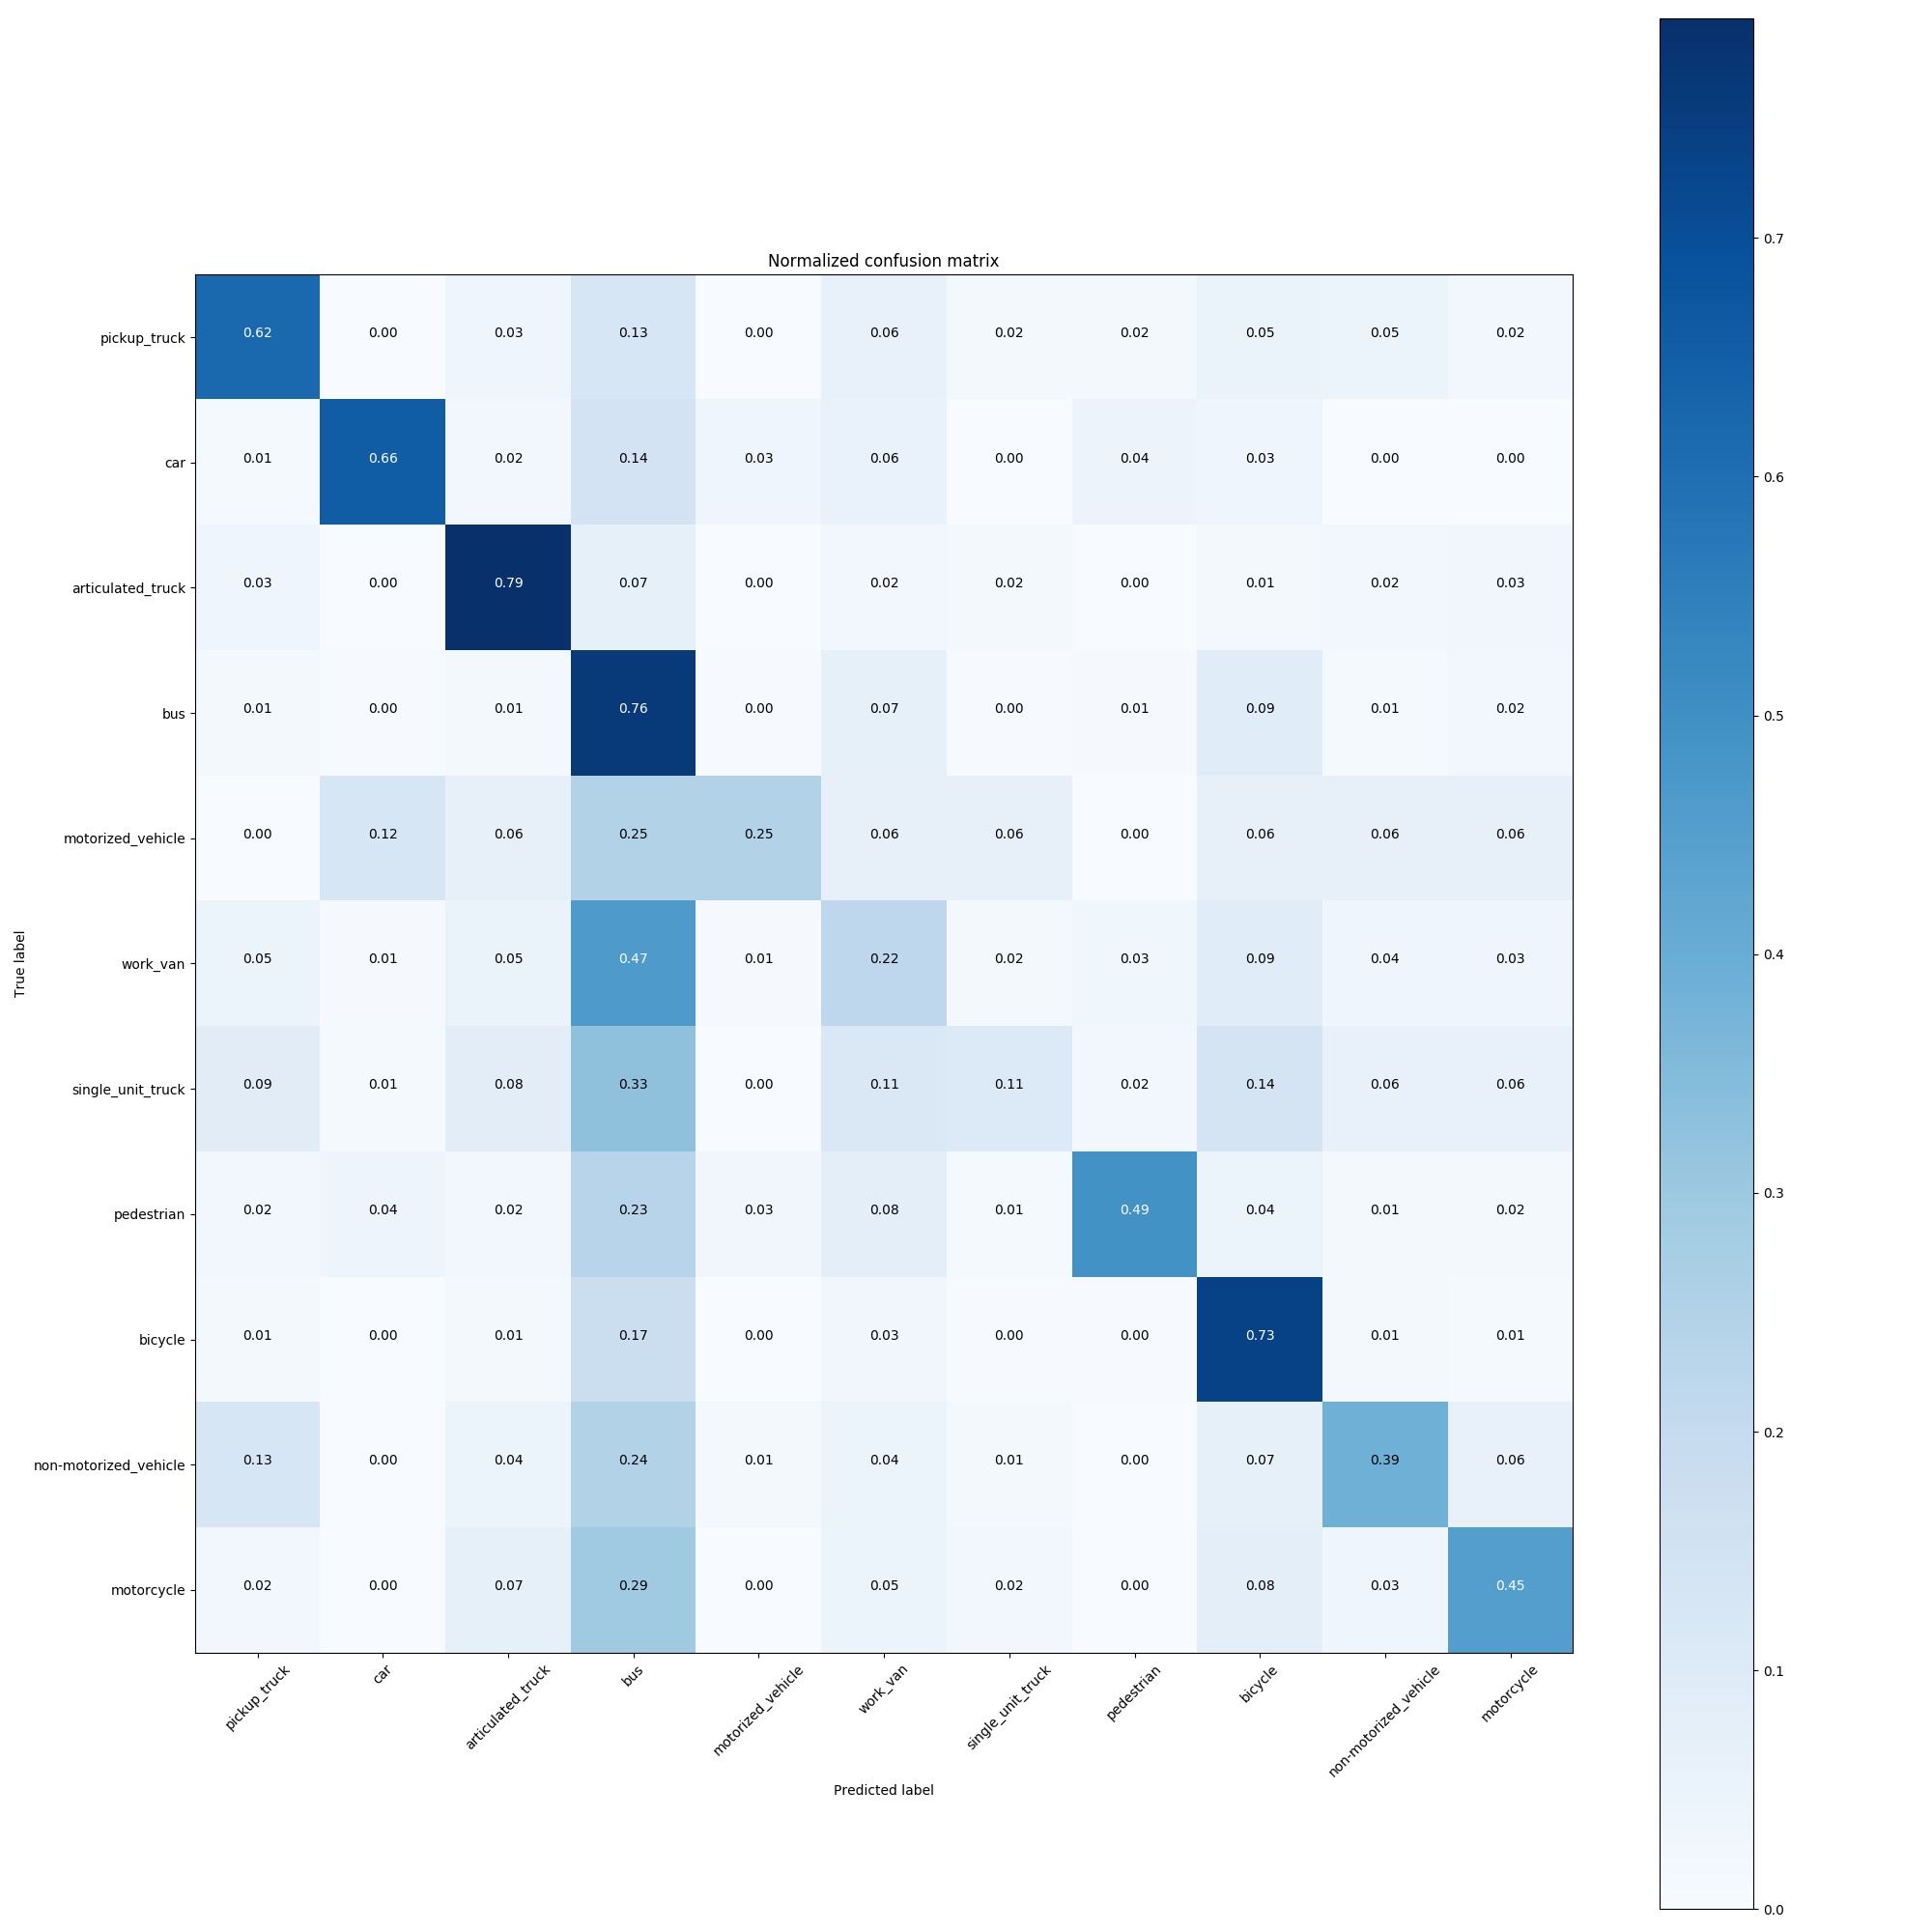 Normalized confusion matrix
pickup_truck 0.62 0.00 0.03 0.13 0.00 0.06 0.02 0.02 0.05 0.05 0.02
car 0.01 0.66 0.02 0.14 0.03 0.06 0.00 0.04 0.03 0.00 0.00
articulated_truck 0.03 0.00 0.79 0.07 0.00 0.02 0.02 0.00 0.01 0.02 0.03
bus 0.01 0.00 0.01 0.76 0.00 0.07 0.00 0.01 0.09 0.01 0.02
motorized_vehicle 0.00 0.12 0.06 0.25 0.25 0.06 0.06 0.00 0.06 0.06 0.06
work_van 0.05 0.01 0.05 0.47 0.01 0.22 0.02 0.03 0.09 0.04 0.03
single_unit_truck 0.09 0.01 0.08 0.33 0.00 0.11 0.11 0.02 0.14 0.06 0.06
pedestrian 0.02 0.04 0.02 0.23 0.03 0.08 0.01 0.49 0.04 0.01 0.02
bicycle 0.01 0.00 0.01 0.17 0.00 0.03 0.00 0.00 0.73 0.01 0.01
non-motorized_vehicle 0.13 0.00 0.04 0.24 0.01 0.04 0.01 0.00 0.07 0.39 0.06
motorcycle 0.02 0.00 0.07 0.29 0.00 0.05 0.02 0.00 0.08 0.03 0.45
True label
pickup_truck car articulated_truck bus motorized_vehicle work_van single_unit_truck pedestrian bicycle non-motorized_vehicle motorcycle
Predicted label
0.7
0.6
0.5
0.4
0.3
0.2
0.1
0.0